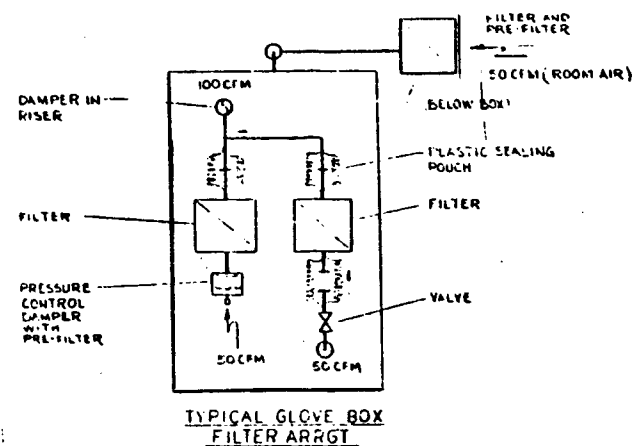 FILTER AND
PRE-FILTER
50 CFM (ROOM AIR)
(BELOW BOX)
100 CFM
DAMPER IN
RISER
PLASTIC SEALING
POUCH
FILTER
FILTER
PRESSURE
CONTROL
DAMPER
WITH
PRE-FILTER
VALVE
50 CFM
50 CFM
TYPICAL GLOVE BOX
FILTER ARRGT